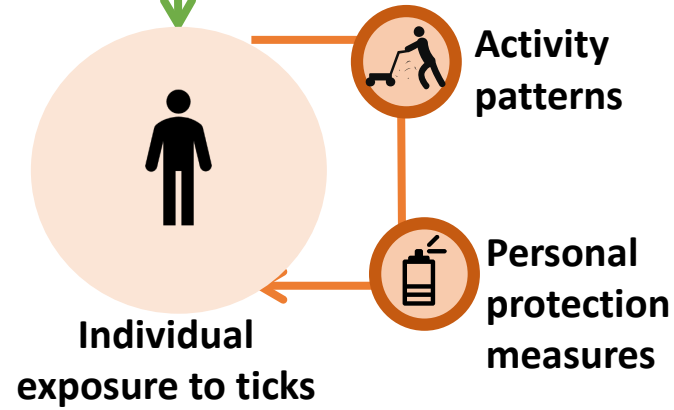 Activity
patterns
Personal
protection
measures
Individual
exposure to ticks